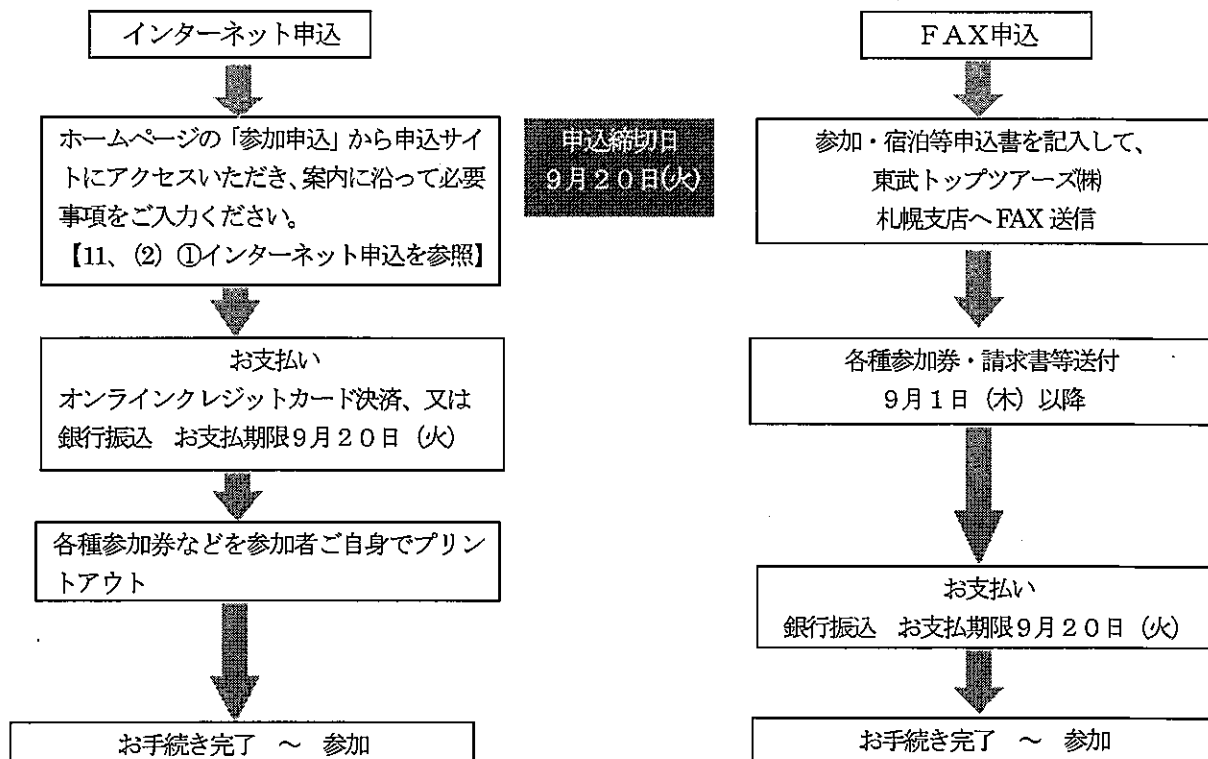 インターネット申込
ホームページの「参加申込」から申込サイ
トにアクセスいただき、案内に沿って必要
事項をご入力ください。
【11、(2) ①インターネット申込を参照】
お支払い
オンラインクレジットカード決済、又は
銀行振込　お支払期限9月20日（火）
各種参加券などを参加者ご自身でプリン
トアウト
お手続き完了　～　参加
申込締切日
9月20日(火)
FAX申込
参加・宿泊等申込書を記入して、
東武トップツアーズ㈱
札幌支店へFAX送信
各種参加券・請求書等送付
9月1日（木）以降
お支払い
銀行振込　お支払期限9月20日（火）
お手続き完了　～　参加